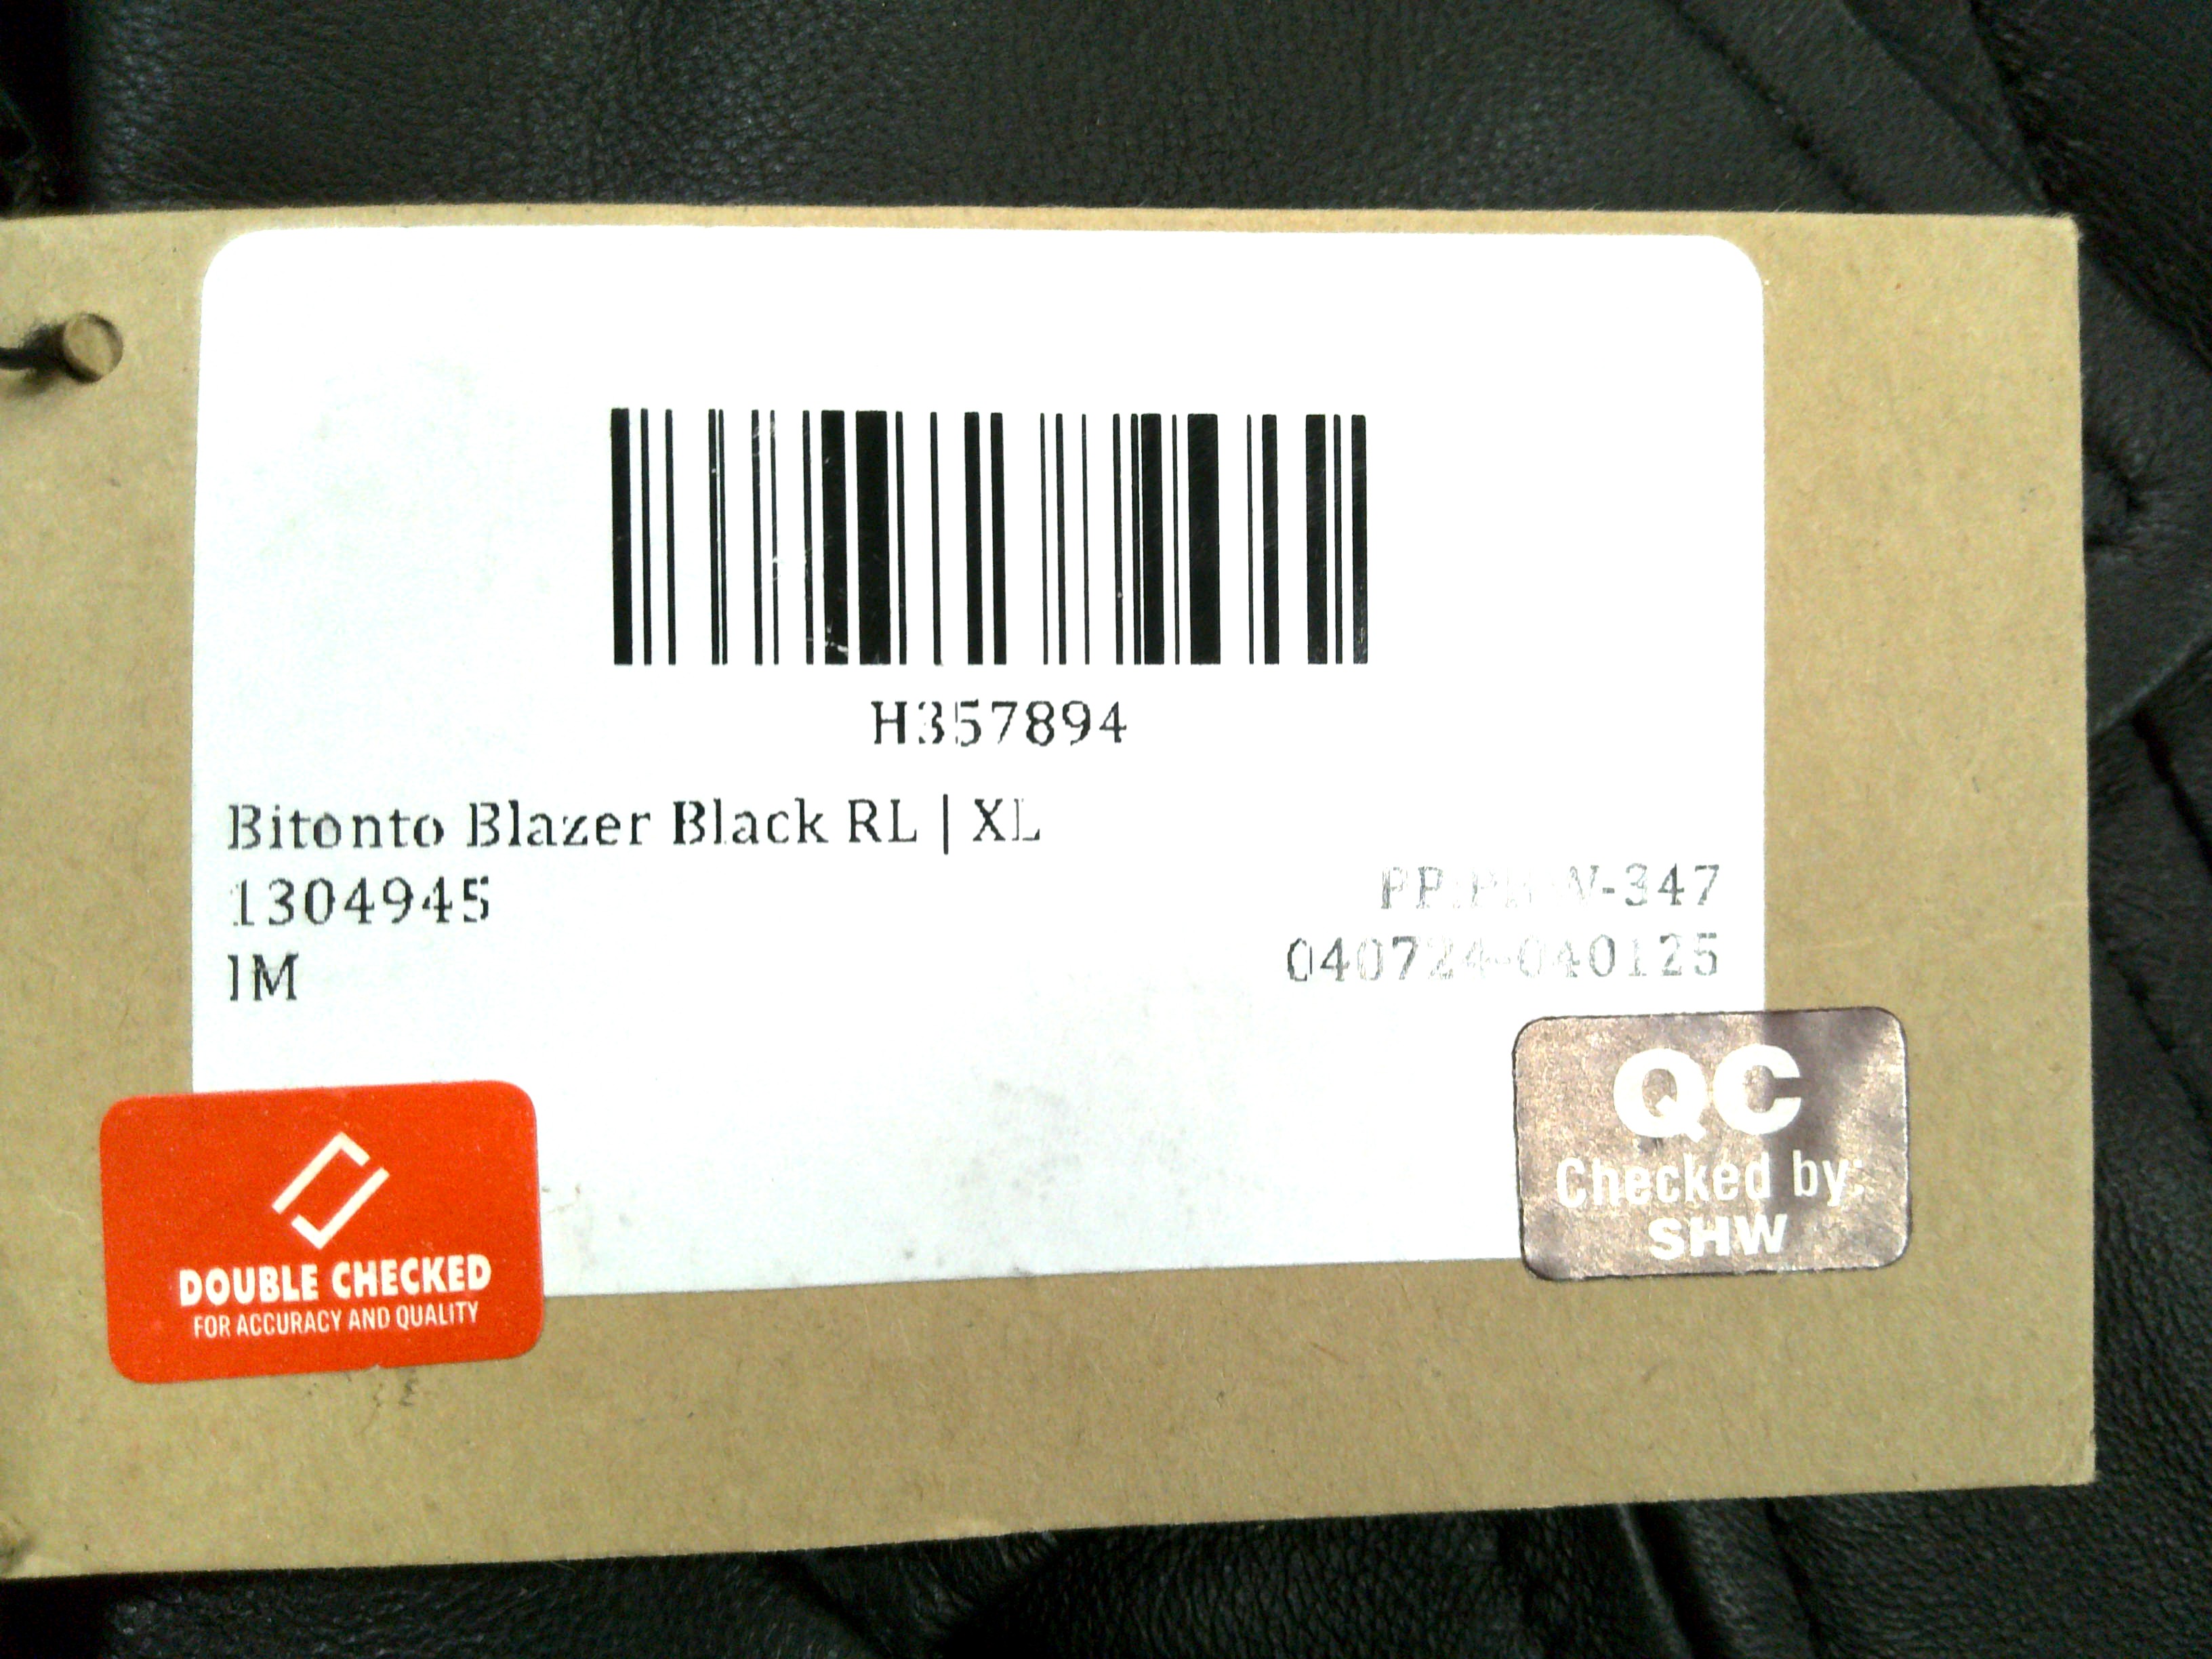 H357894
Bitonto Blazer Black RL | XL
1304945
V-347
IM
040724-040125
QC
Checked by:
SHW
DOUBLE CHECKED
FOR ACCURACY AND QUALITY